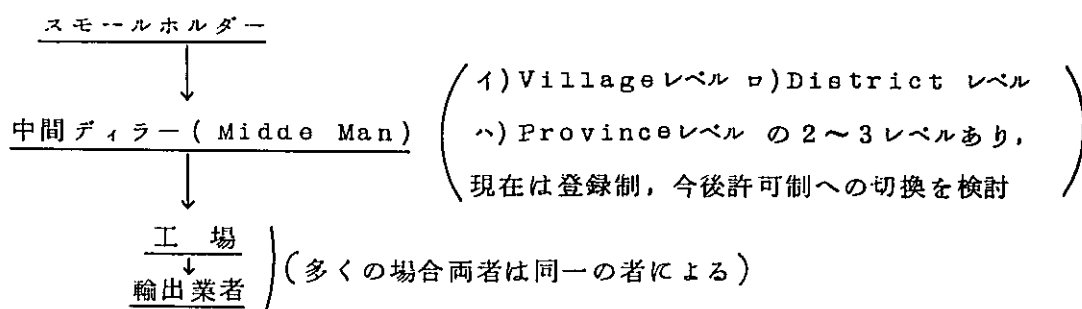 スモールホルダー
イ)Villageレベル ロ)District レベル
中間ディラー(Midde Man)
ハ)Provinceレベル の2～3レベルあり,
現在は登録制,今後許可制への切換を検討
工 場
(多くの場合両者は同一の者による)
輸出業者